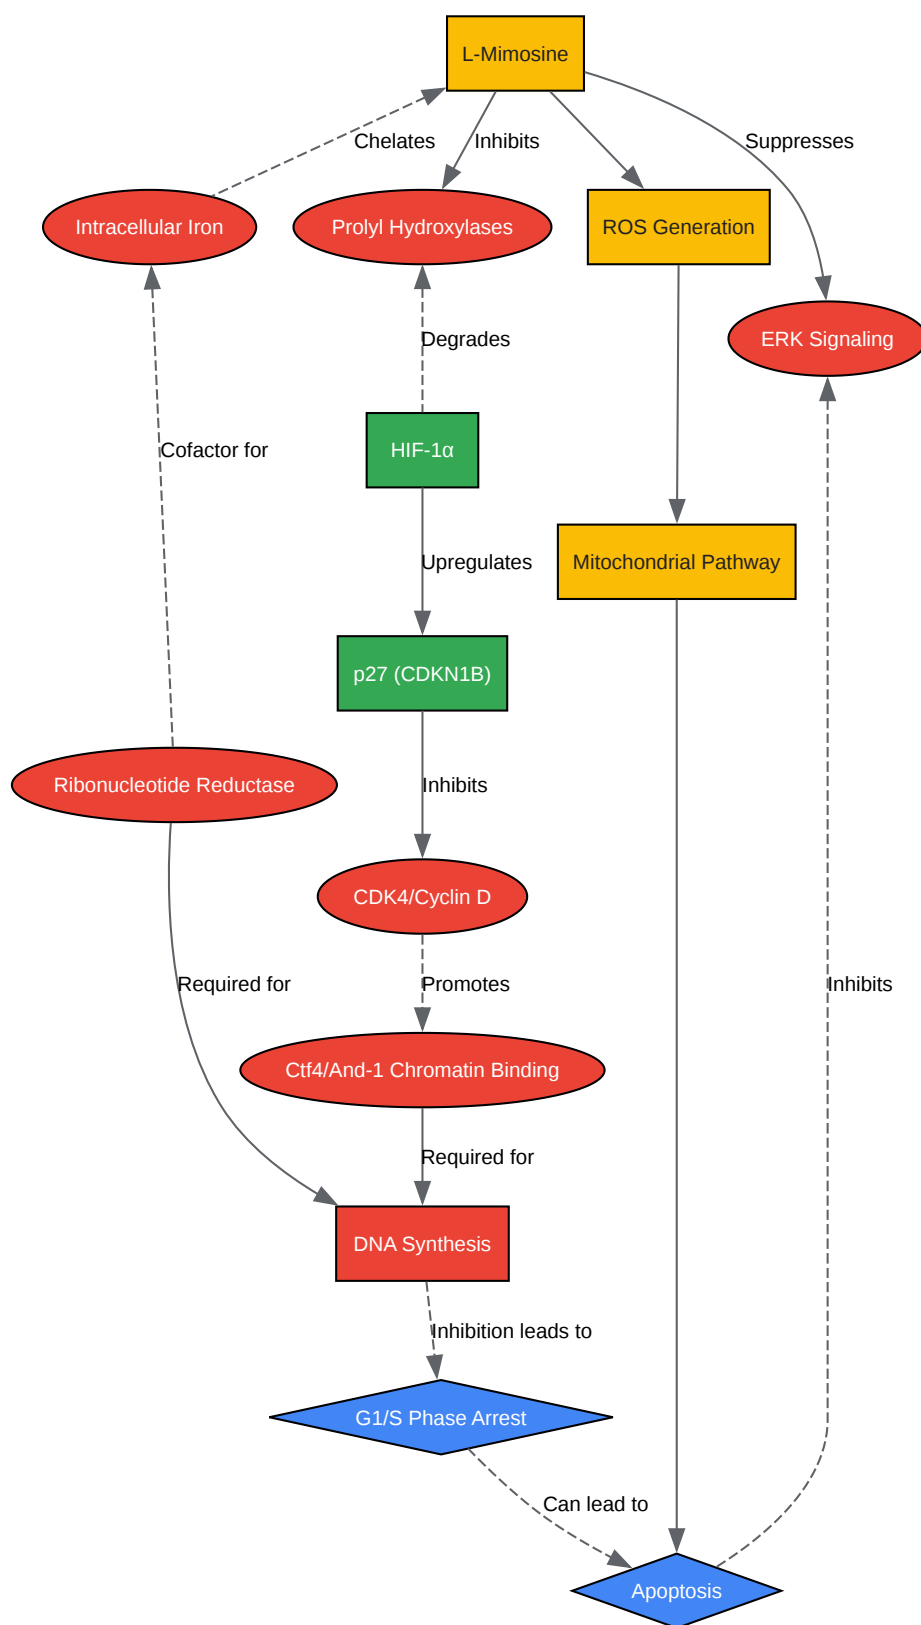 L-Mimosine
Chelates
Inhibits
Suppresses
Intracellular Iron
Prolyl Hydroxylases
ROS Generation
ERK Signaling
Degrades
HIF-1α
Cofactor for
Upregulates
Mitochondrial Pathway
p27 (CDKN1B)
Ribonucleotide Reductase
Inhibits
CDK4/Cyclin D
Required for
Promotes
Inhibits
Ctf4/And-1 Chromatin Binding
Required for
DNA Synthesis
Inhibition leads to
G1/S Phase Arrest
Can lead to
Apoptosis